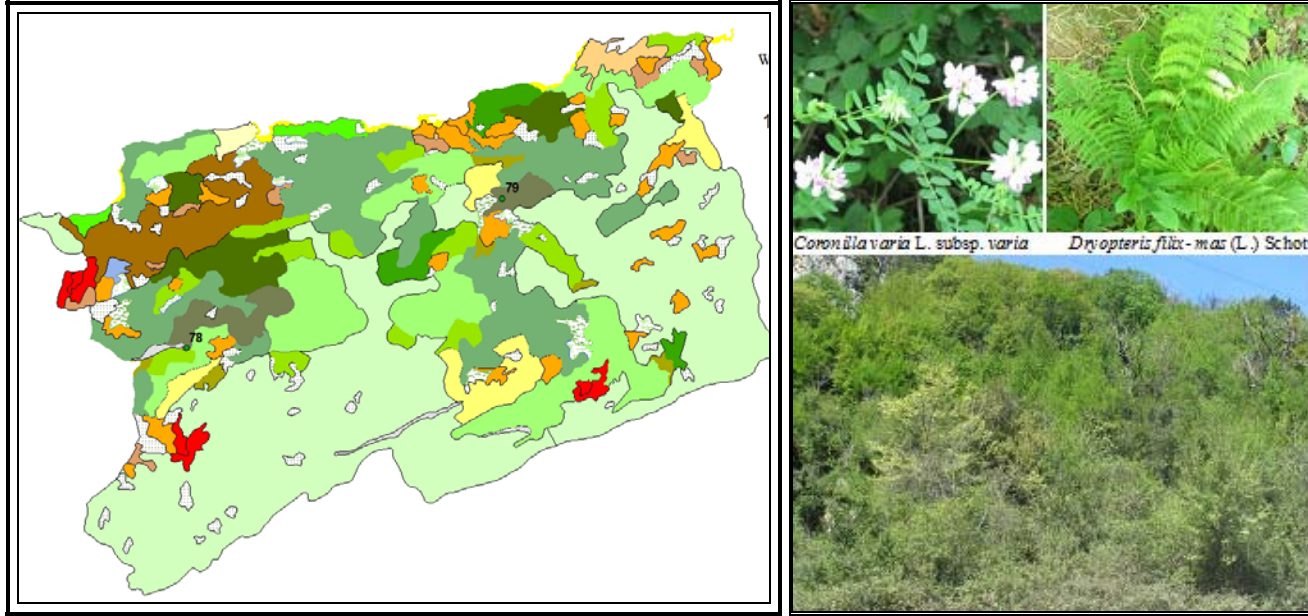 79
78
Coronilla varia L. subsp. varia
Dryopteris filix-mas (L.) Schot